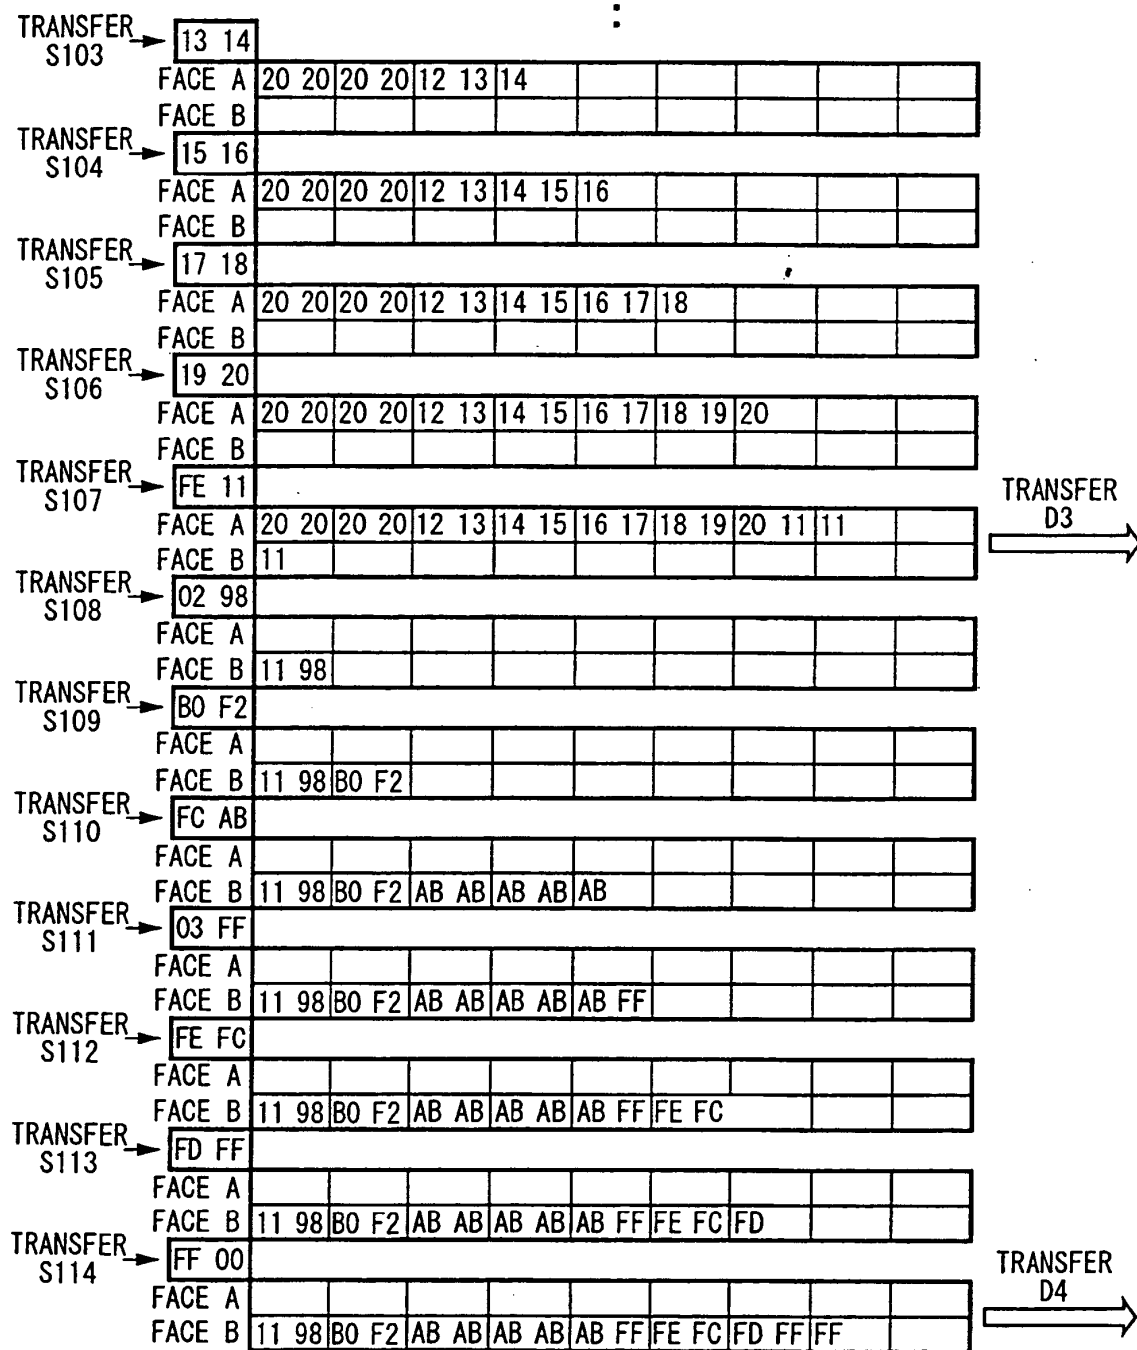 TRANSFER S103 13 14
FACE A 20 20 20 20 12 13 14
FACE B
TRANSFER S104 15 16
FACE A 20 20 20 20 12 13 14 15 16
FACE B
TRANSFER S105 17 18
FACE A 20 20 20 20 12 13 14 15 16 17 18
FACE B
TRANSFER S106 19 20
FACE A 20 20 20 20 12 13 14 15 16 17 18 19 20
FACE B
TRANSFER S107 FE 11
FACE A 20 20 20 20 12 13 14 15 16 17 18 19 20 11 11
FACE B 11
TRANSFER D3
TRANSFER S108 02 98
FACE A
FACE B 11 98
TRANSFER S109 B0 F2
FACE A
FACE B 11 98 B0 F2
TRANSFER S110 FC AB
FACE A
FACE B 11 98 B0 F2 AB AB AB AB AB
TRANSFER S111 03 FF
FACE A
FACE B 11 98 B0 F2 AB AB AB AB AB FF
TRANSFER S112 FE FC
FACE A
FACE B 11 98 B0 F2 AB AB AB AB AB FF FE FC
TRANSFER S113 FD FF
FACE A
FACE B 11 98 B0 F2 AB AB AB AB AB FF FE FC FD
TRANSFER S114 FF 00
FACE A
FACE B 11 98 B0 F2 AB AB AB AB AB FF FE FC FD FF FF
TRANSFER D4